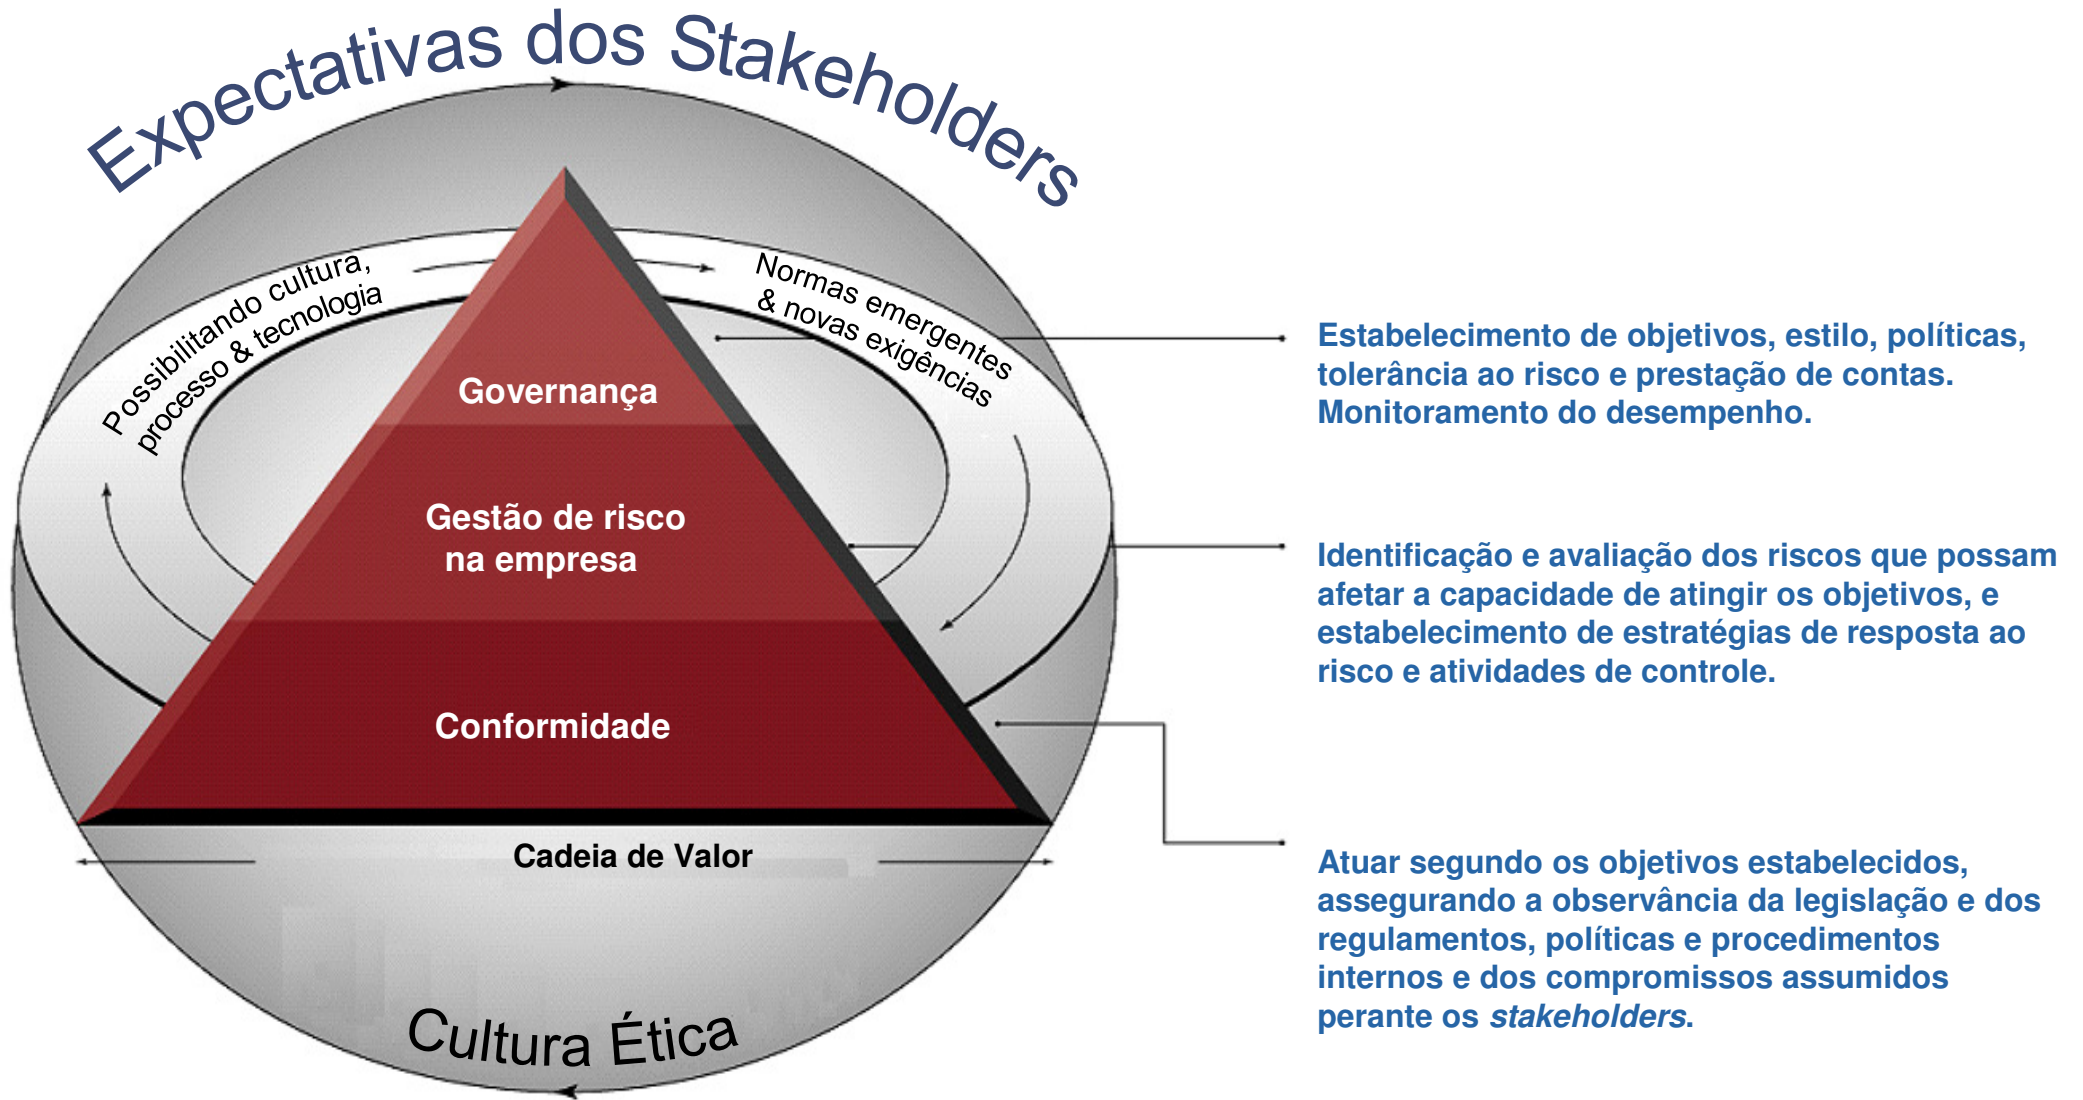 Expectativas dos Stakeholders
Possibilitando cultura,
processo & tecnologia
Normas emergentes
& novas exigências
Governança
Gestão de risco
na empresa
Conformidade
Cadeia de Valor
Cultura Ética
Estabelecimento de objetivos, estilo, políticas,
tolerância ao risco e prestação de contas.
Monitoramento do desempenho.
Identificação e avaliação dos riscos que possam
afetar a capacidade de atingir os objetivos, e
estabelecimento de estratégias de resposta ao
risco e atividades de controle.
Atuar segundo os objetivos estabelecidos,
assegurando a observância da legislação e dos
regulamentos, políticas e procedimentos
internos e dos compromissos assumidos
perante os stakeholders.